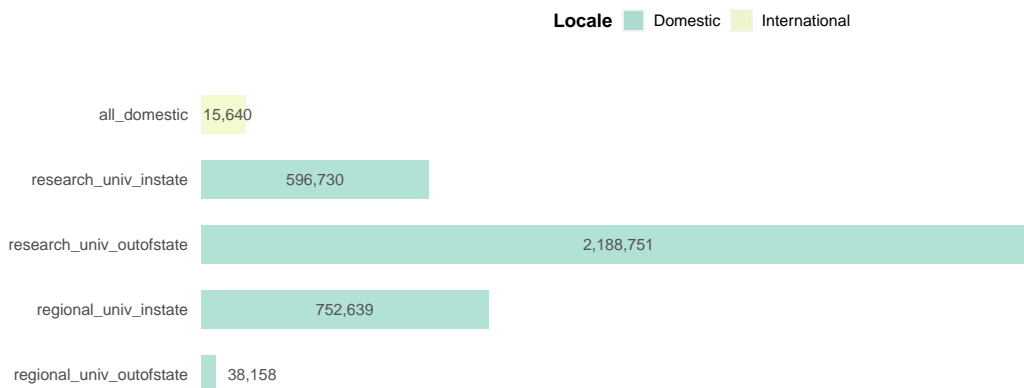 Locale Domestic International
all_domestic 15,640
research_univ_instate 596,730
research_univ_outofstate 2,188,751
regional_univ_instate 752,639
regional_univ_outofstate 38,158